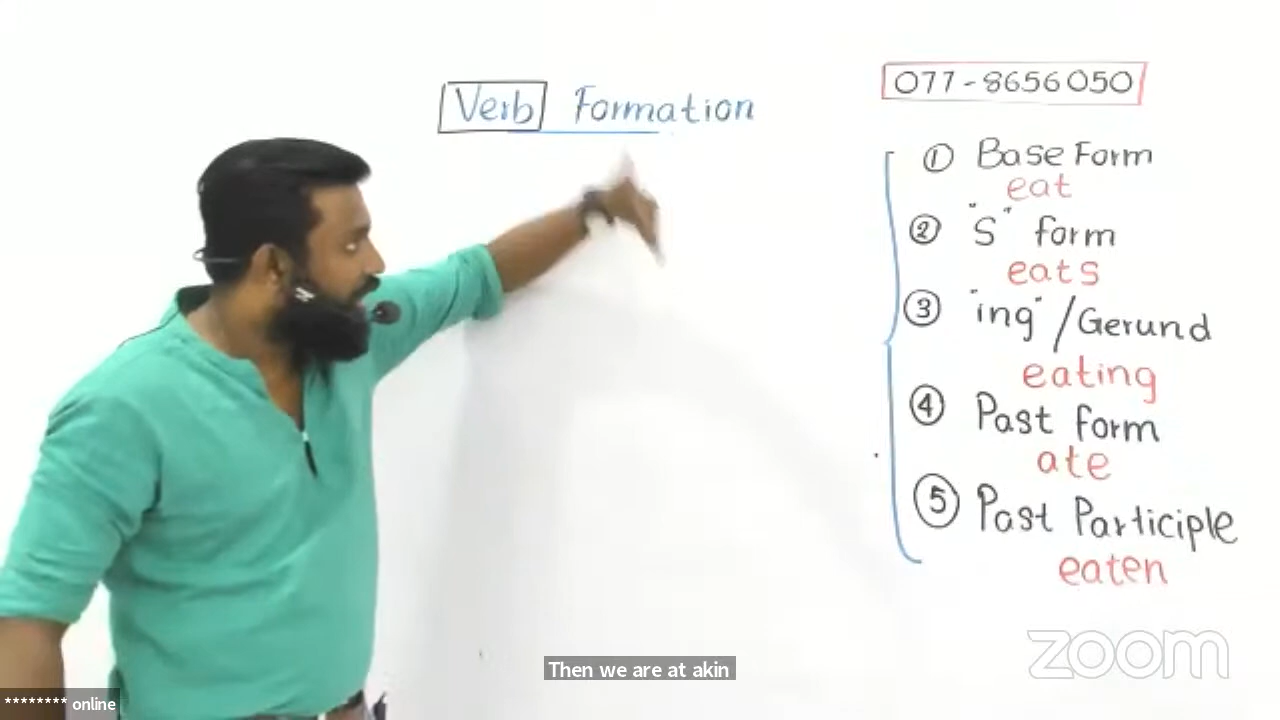 Verb Formation
077-8656050
① Base Form
eat
② "S" form
eats
③ "ing"/Gerund
eating
④ Past form
ate
⑤ Past Participle
eaten
zoom
Then we are at akin
******** online